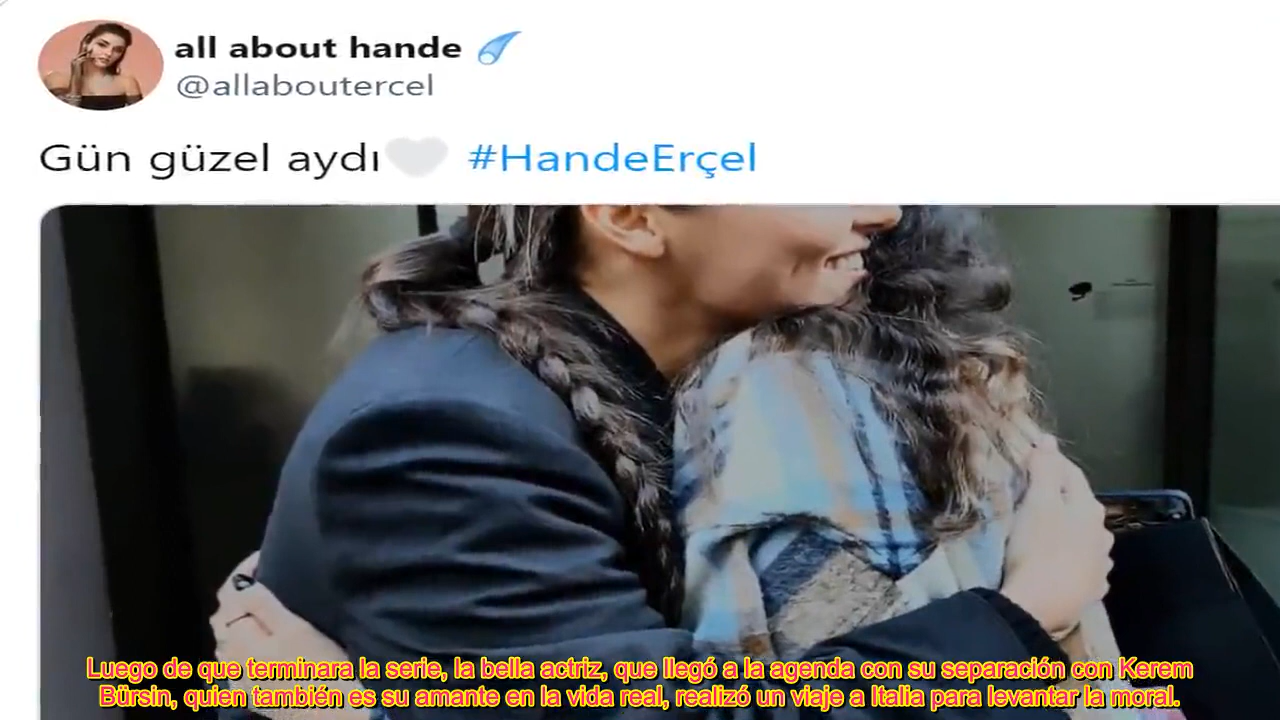 all about hande
@allaboutercel
Gün güzel aydı #HandeErçel
Luego de que terminara la serie, la bella actriz, que llegó a la agenda con su separación con Kerem
Bürsin, quien también es su amante en la vida real, realizó un viaje a Italia para levantar la moral.